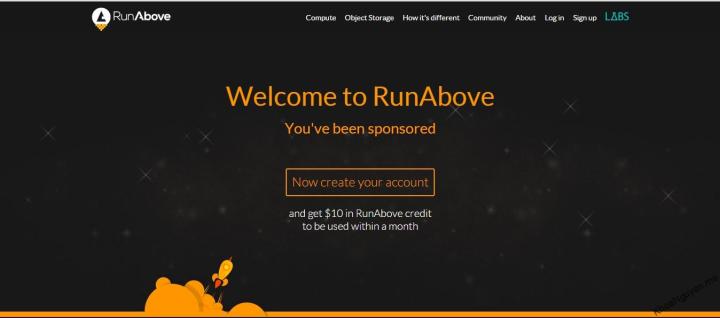 RunAbove
Compute Object Storage How it's different Community About Log in Sign up LABS
Welcome to RunAbove
You've been sponsored
Now create your account
and get $10 in RunAbove credit
to be used within a month